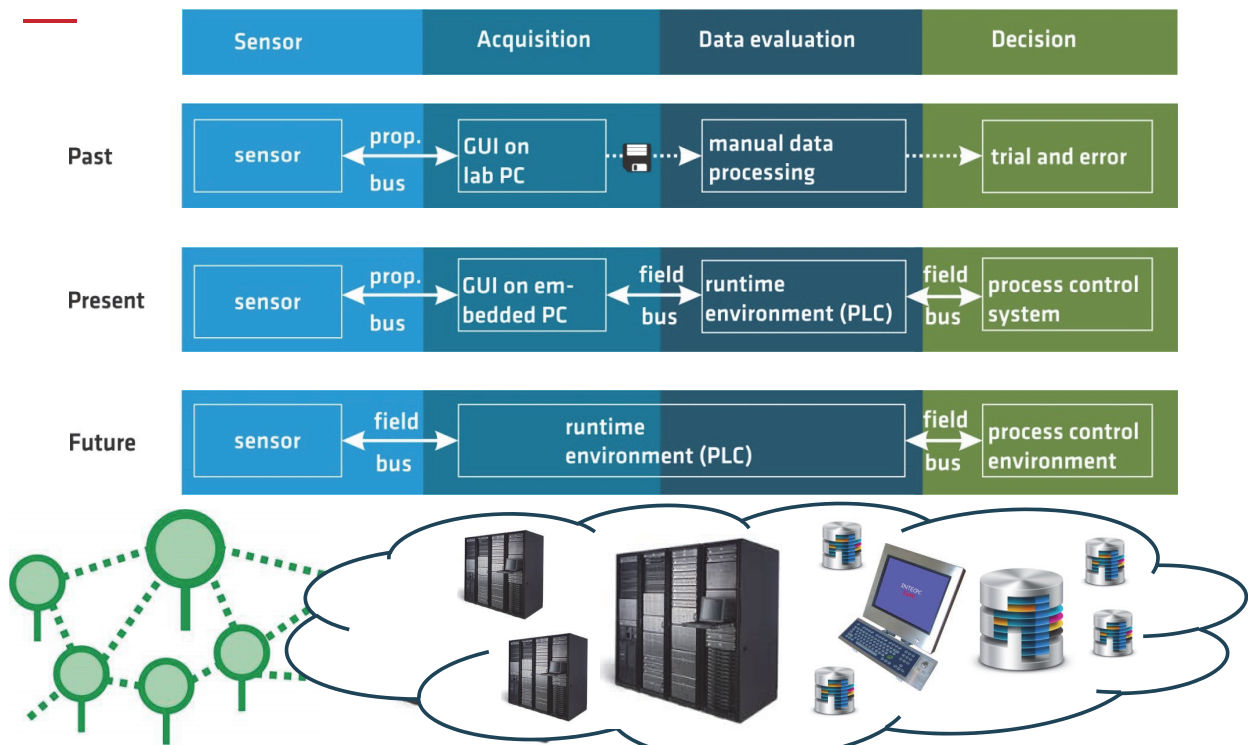 Sensor
Acquisition
Data evaluation
Decision
Past
sensor
prop.
bus
GUI on
lab PC
manual data
processing
trial and error
Present
sensor
prop.
bus
GUI on em-
bedded PC
field
bus
runtime
environment (PLC)
field
bus
process control
system
Future
sensor
field
bus
runtime
environment (PLC)
field
bus
process control
environment